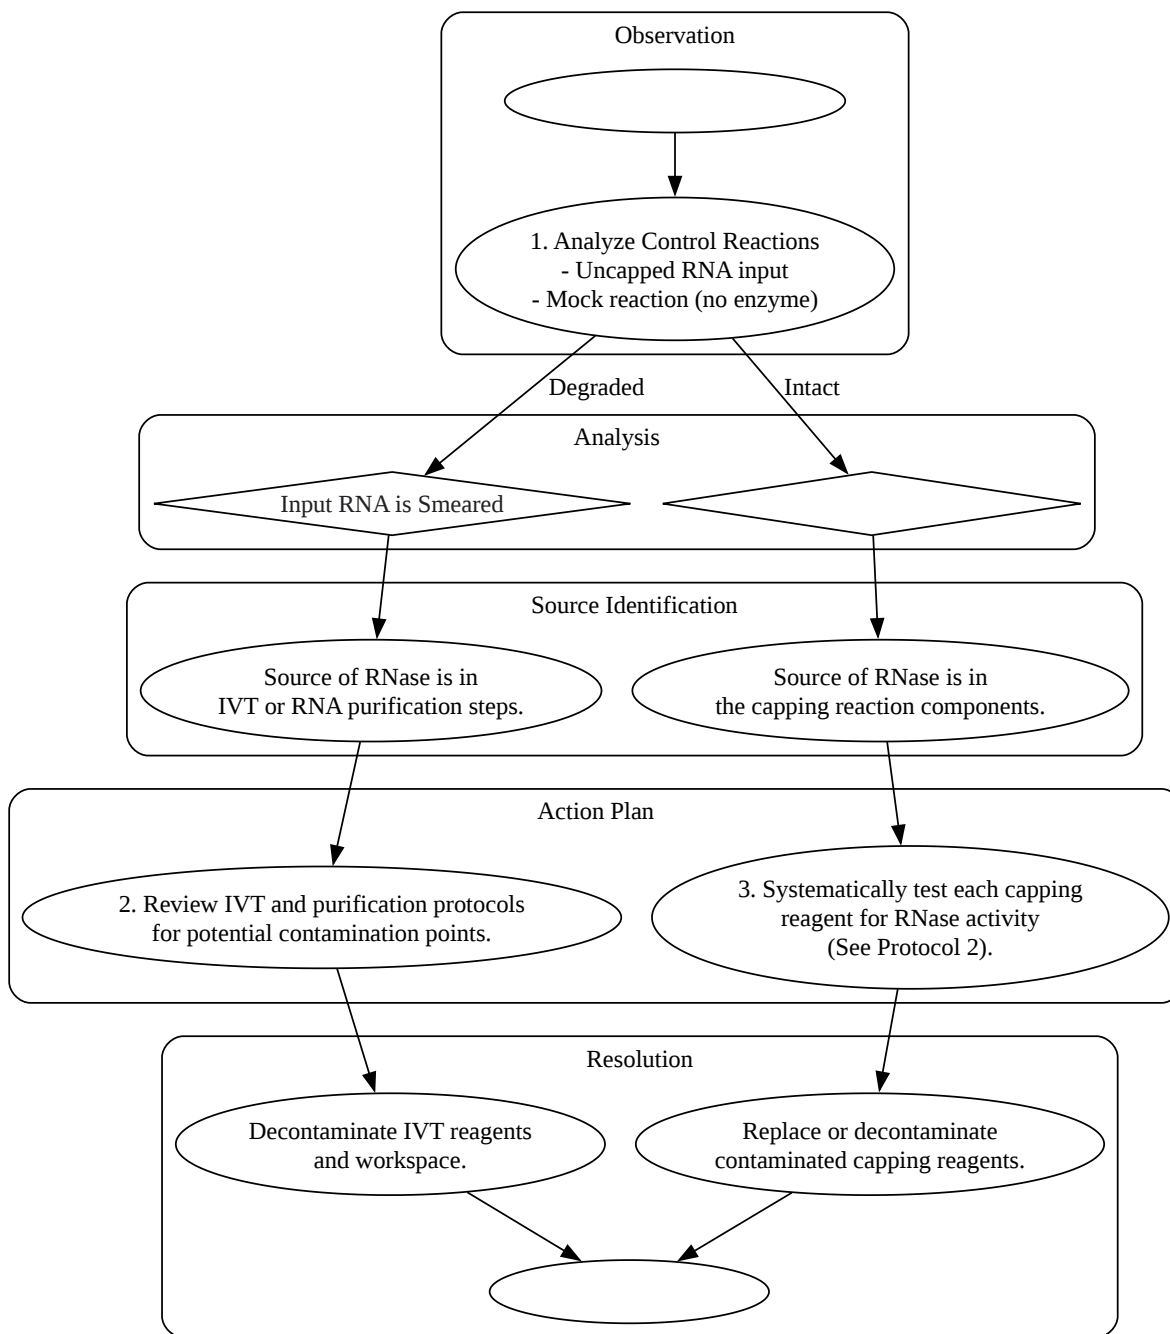 Observation
1. Analyze Control Reactions
- Uncapped RNA input
- Mock reaction (no enzyme)
Degraded
Intact
Analysis
Input RNA is Smeared
Source Identification
Source of RNase is in
IVT or RNA purification steps.
Source of RNase is in
the capping reaction components.
Action Plan
2. Review IVT and purification protocols
for potential contamination points.
3. Systematically test each capping
reagent for RNase activity
(See Protocol 2).
Resolution
Decontaminate IVT reagents
and workspace.
Replace or decontaminate
contaminated capping reagents.